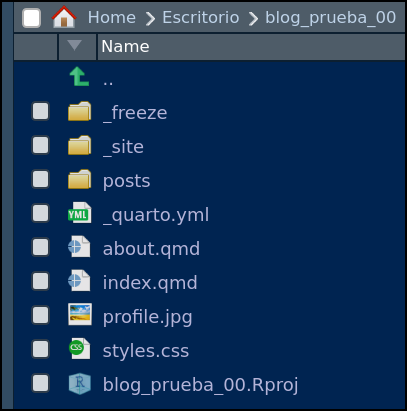 Home > Escritorio > blog_prueba_00
Name
..
_freeze
_site
posts
YML _quarto.yml
about.qmd
index.qmd
profile.jpg
CSS styles.css
R blog_prueba_00.Rproj